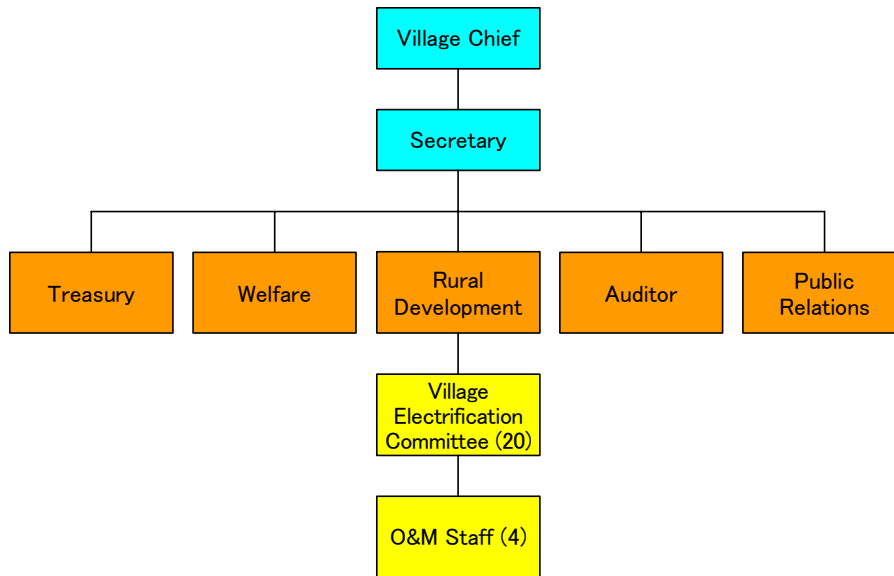 Village Chief
Secretary
Treasury
Welfare
Rural
Development
Auditor
Public
Relations
Village
Electrification
Committee (20)
O&M Staff (4)